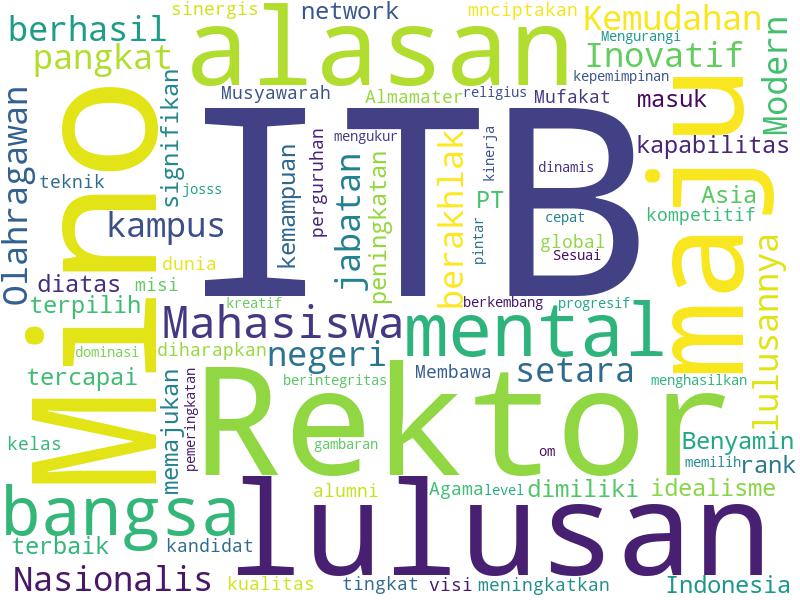 sinergis
network
mnciptakan
Kemudahan
berhasil
alasan
Mengurangi
Modern
pangkat
Inovatif
kepemimpinan
Musyawarah
Almamater
religius
Mufakat
masuk
maju
Olahragawan
Mino
signifikan
ITB
teknik
josss
kemampuan
perguruhan
mengukur
jabatan
peningkatan
berakhlak
kinerja
pintar
dinamis
kapabilitas
PT
Asia
kompetitif
cepat
kampus
global
Sesuai
dunia
lulusannya
diatas
misi
terpilih
kreatif
berkembang
progresif
Mahasiswa
mental
dominasi
diharapkan
negeri
tercapai
memajukan
pemeringkatan
Rektor
berintegritas
Membawa
setara
menghasilkan
kelas
gambaran
om
Benyamin
memilih
rank
bangsa
lulusan
alumni
Agama
level
dimiliki
idealisme
terbaik
kandidat
Nasionalis
kualitas
tingkat
visi
meningkatkan
Indonesia